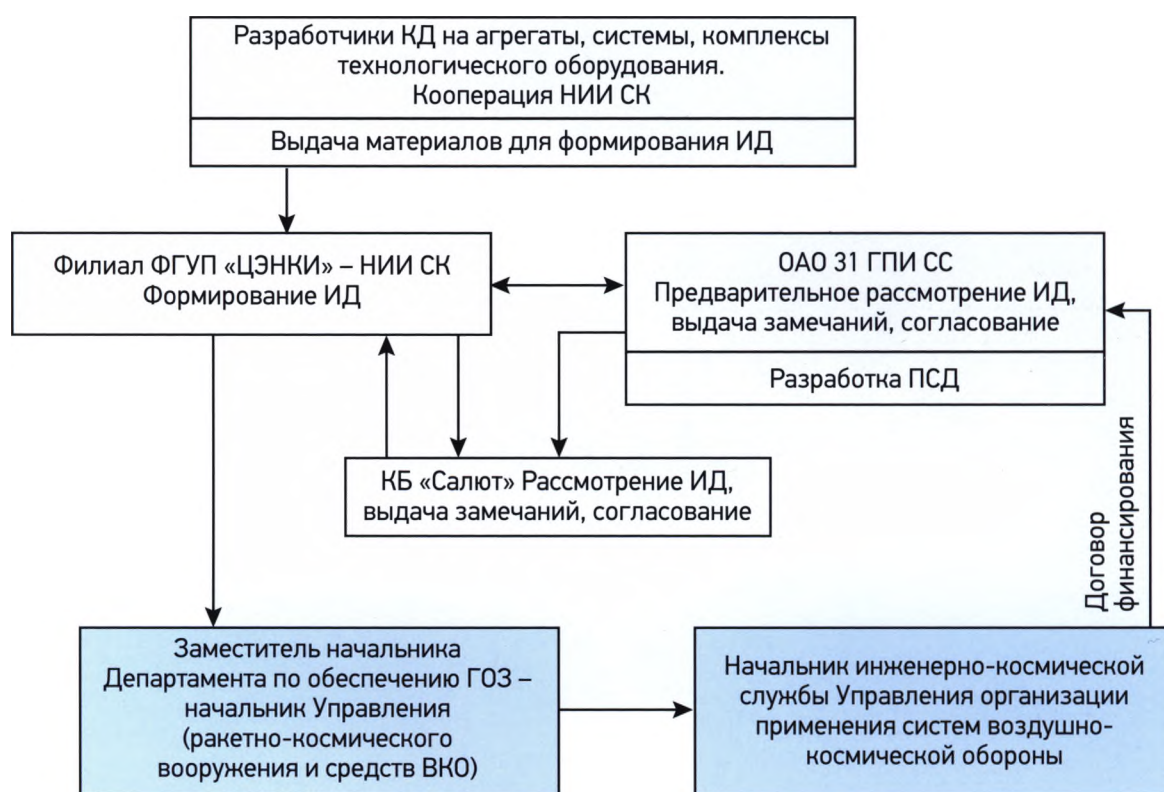 Разработчики КД на агрегаты, системы, комплексы
технологического оборудования.
Кооперация НИИ СК
Выдача материалов для формирования ИД
Филиал ФГУП «ЦЭНКИ» – НИИ СК
Формирование ИД
ОАО 31 ГПИ СС
Предварительное рассмотрение ИД,
выдача замечаний, согласование
Разработка ПСД
КБ «Салют» Рассмотрение ИД,
выдача замечаний, согласование
Договор
финансирования
Заместитель начальника
Департамента по обеспечению ГОЗ –
начальник Управления
(ракетно-космического
вооружения и средств ВКО)
Начальник инженерно-космической
службы Управления организации
применения систем воздушно-
космической обороны